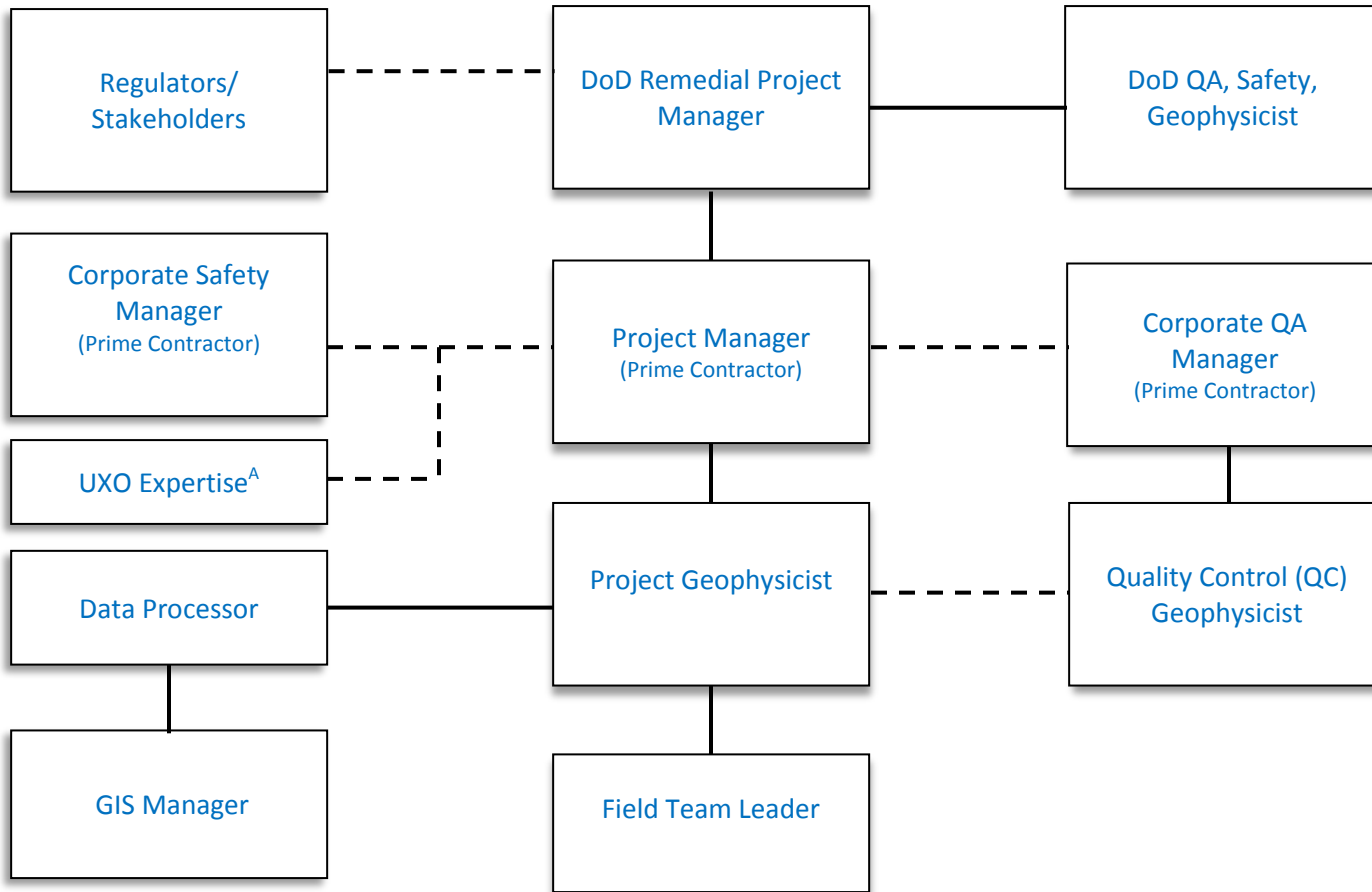 Regulators/
Stakeholders
DoD Remedial Project
Manager
DoD QA, Safety,
Geophysicist
Corporate Safety
Manager
(Prime Contractor)
Project Manager
(Prime Contractor)
Corporate QA
Manager
(Prime Contractor)
UXO Expertise^A
Data Processor
Project Geophysicist
Quality Control (QC)
Geophysicist
GIS Manager
Field Team Leader